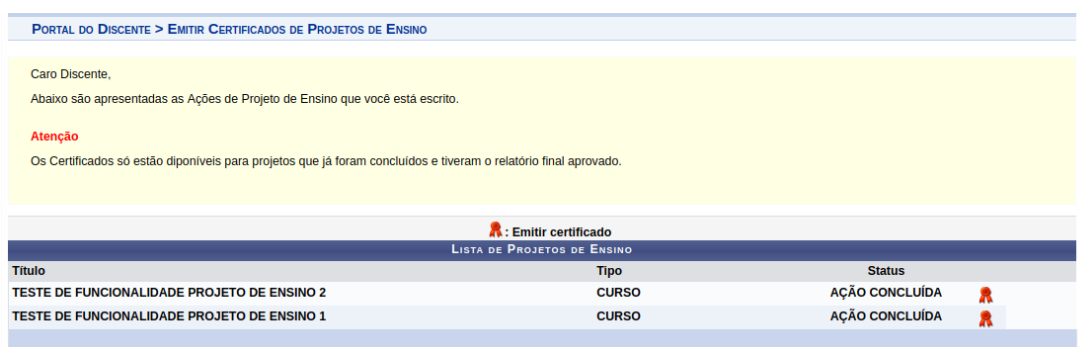 Portal do Discente > Emitir Certificados de Projetos de Ensino
Caro Discente,
Abaixo são apresentadas as Ações de Projeto de Ensino que você está escrito.
Atenção
Os Certificados só estão diponíveis para projetos que já foram concluídos e tiveram o relatório final aprovado.
: Emitir certificado
Lista de Projetos de Ensino
Título Tipo Status
TESTE DE FUNCIONALIDADE PROJETO DE ENSINO 2 CURSO AÇÃO CONCLUÍDA
TESTE DE FUNCIONALIDADE PROJETO DE ENSINO 1 CURSO AÇÃO CONCLUÍDA